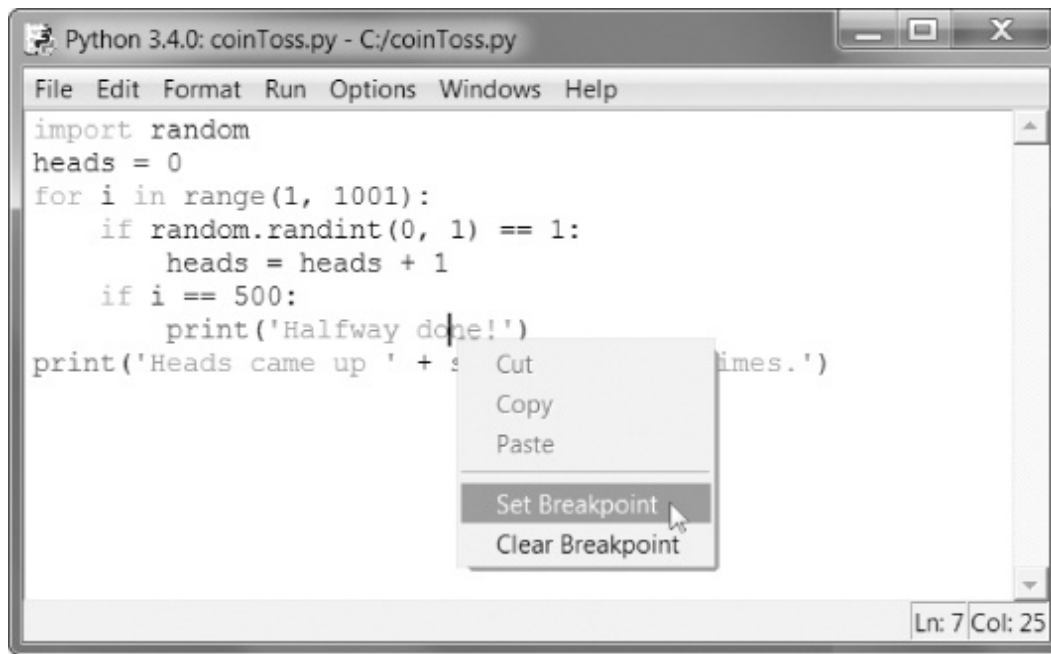 Python 3.4.0: coinToss.py - C:/coinToss.py
File Edit Format Run Options Windows Help
import random
heads = 0
for i in range(1, 1001):
    if random.randint(0, 1) == 1:
        heads = heads + 1
    if i == 500:
        print('Halfway done!')
print('Heads came up ' + s imes.')
Cut
Copy
Paste
Set Breakpoint
Clear Breakpoint
Ln: 7 Col: 25